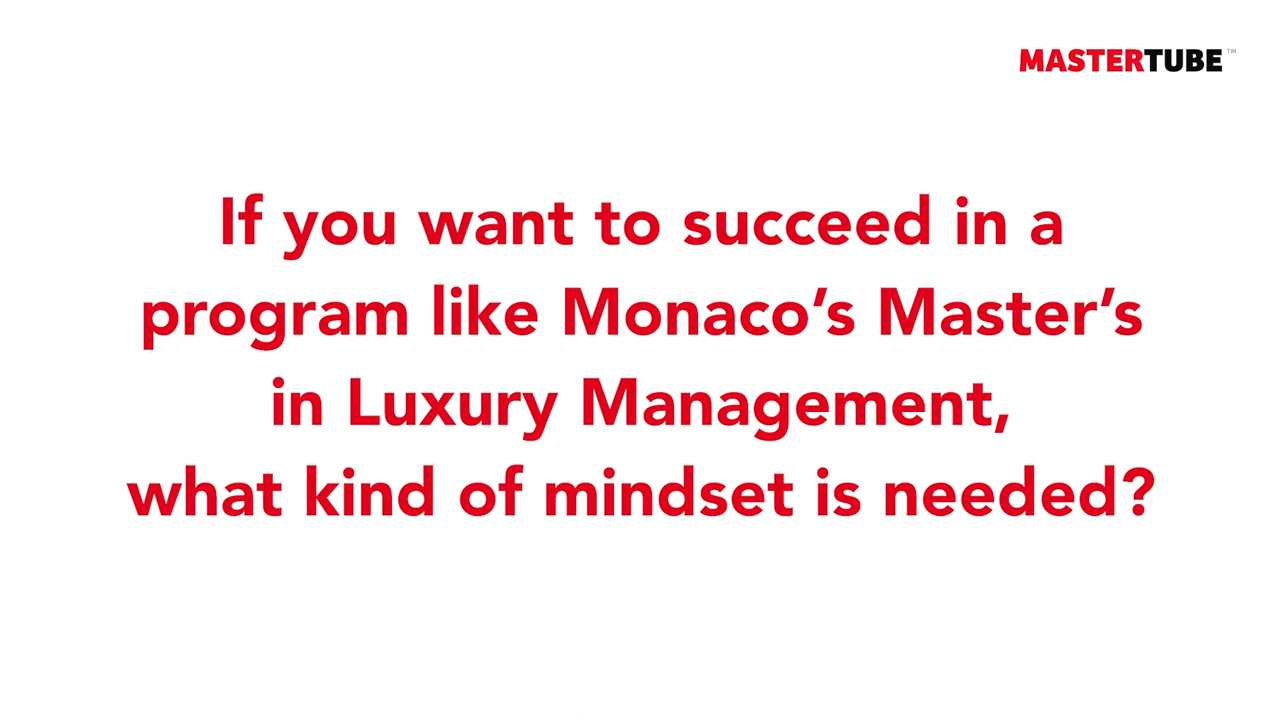 MASTERTUBE™
If you want to succeed in a
program like Monaco’s Master’s
in Luxury Management,
what kind of mindset is needed?